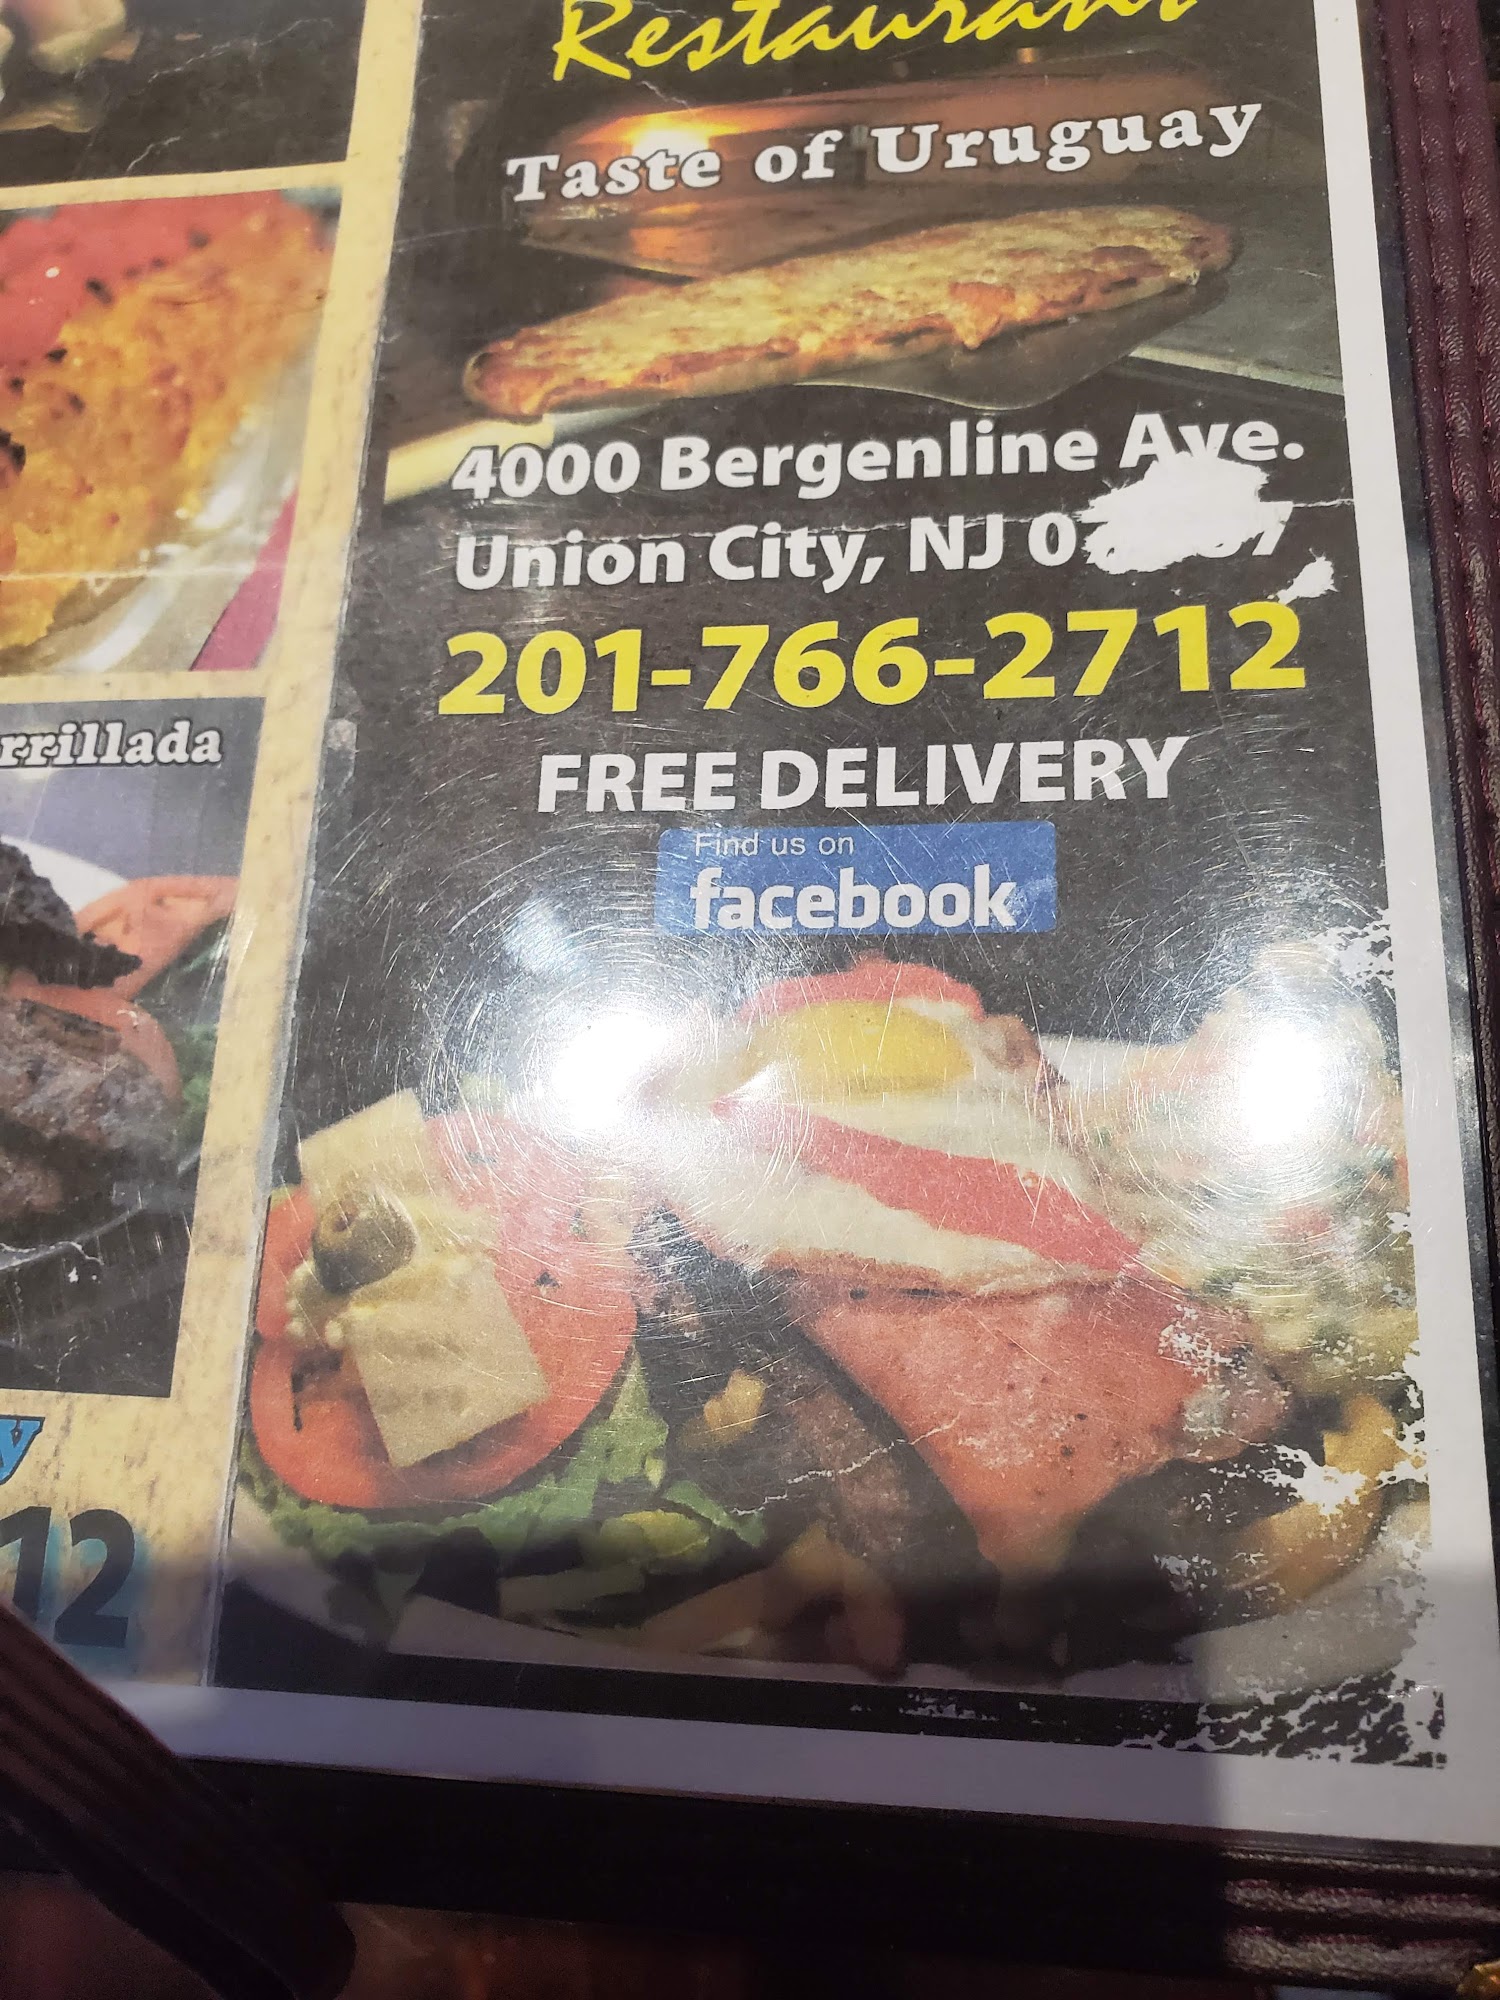 Restaurant
Taste of Uruguay
4000 Bergenline Ave.
Union City, NJ
201-766-2712
FREE DELIVERY
Find us on
facebook
rrillada
y
12